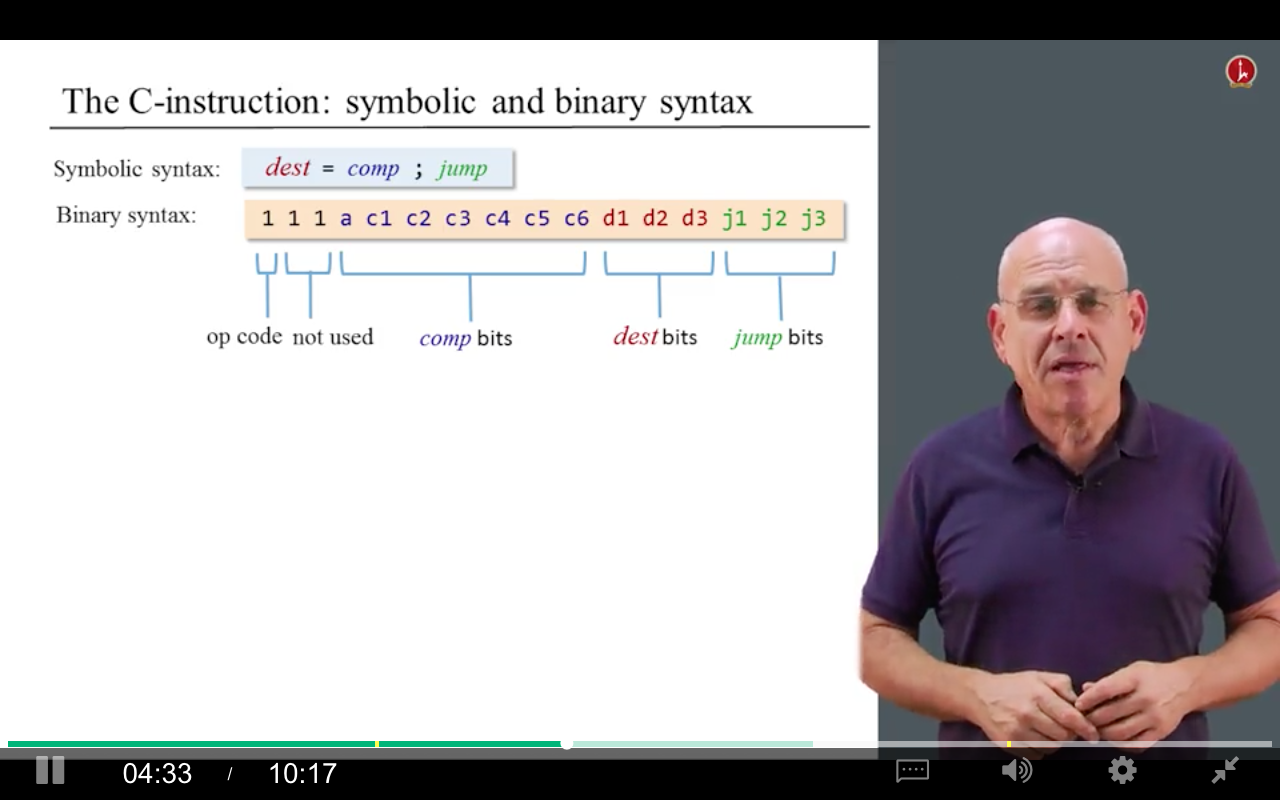 The C-instruction: symbolic and binary syntax
Symbolic syntax: dest = comp ; jump
Binary syntax: 1 1 1 a c1 c2 c3 c4 c5 c6 d1 d2 d3 j1 j2 j3
op code not used comp bits dest bits jump bits
04:33 / 10:17